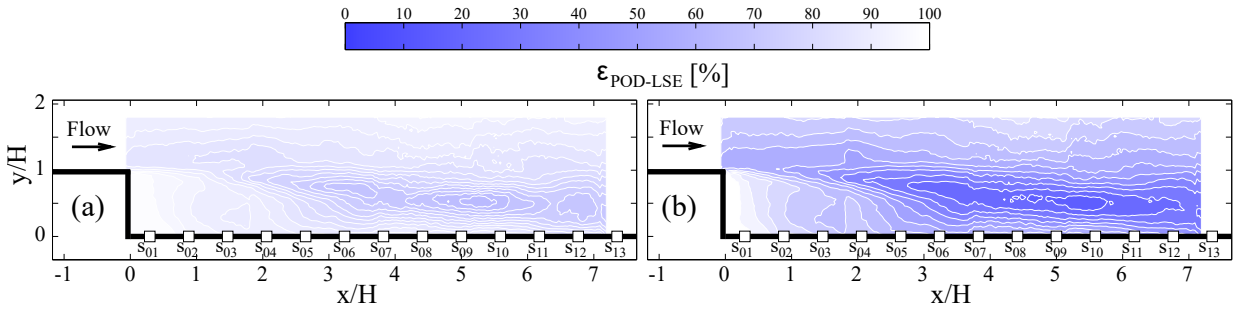 0 10 20 30 40 50 60 70 80 90 100
ε_POD-LSE [%]
2
1
0
y/H
Flow
(a)
s01 s02 s03 s04 s05 s06 s07 s08 s09 s10 s11 s12 s13
-1 0 1 2 3 4 5 6 7
x/H
Flow
(b)
s01 s02 s03 s04 s05 s06 s07 s08 s09 s10 s11 s12 s13
-1 0 1 2 3 4 5 6 7
x/H